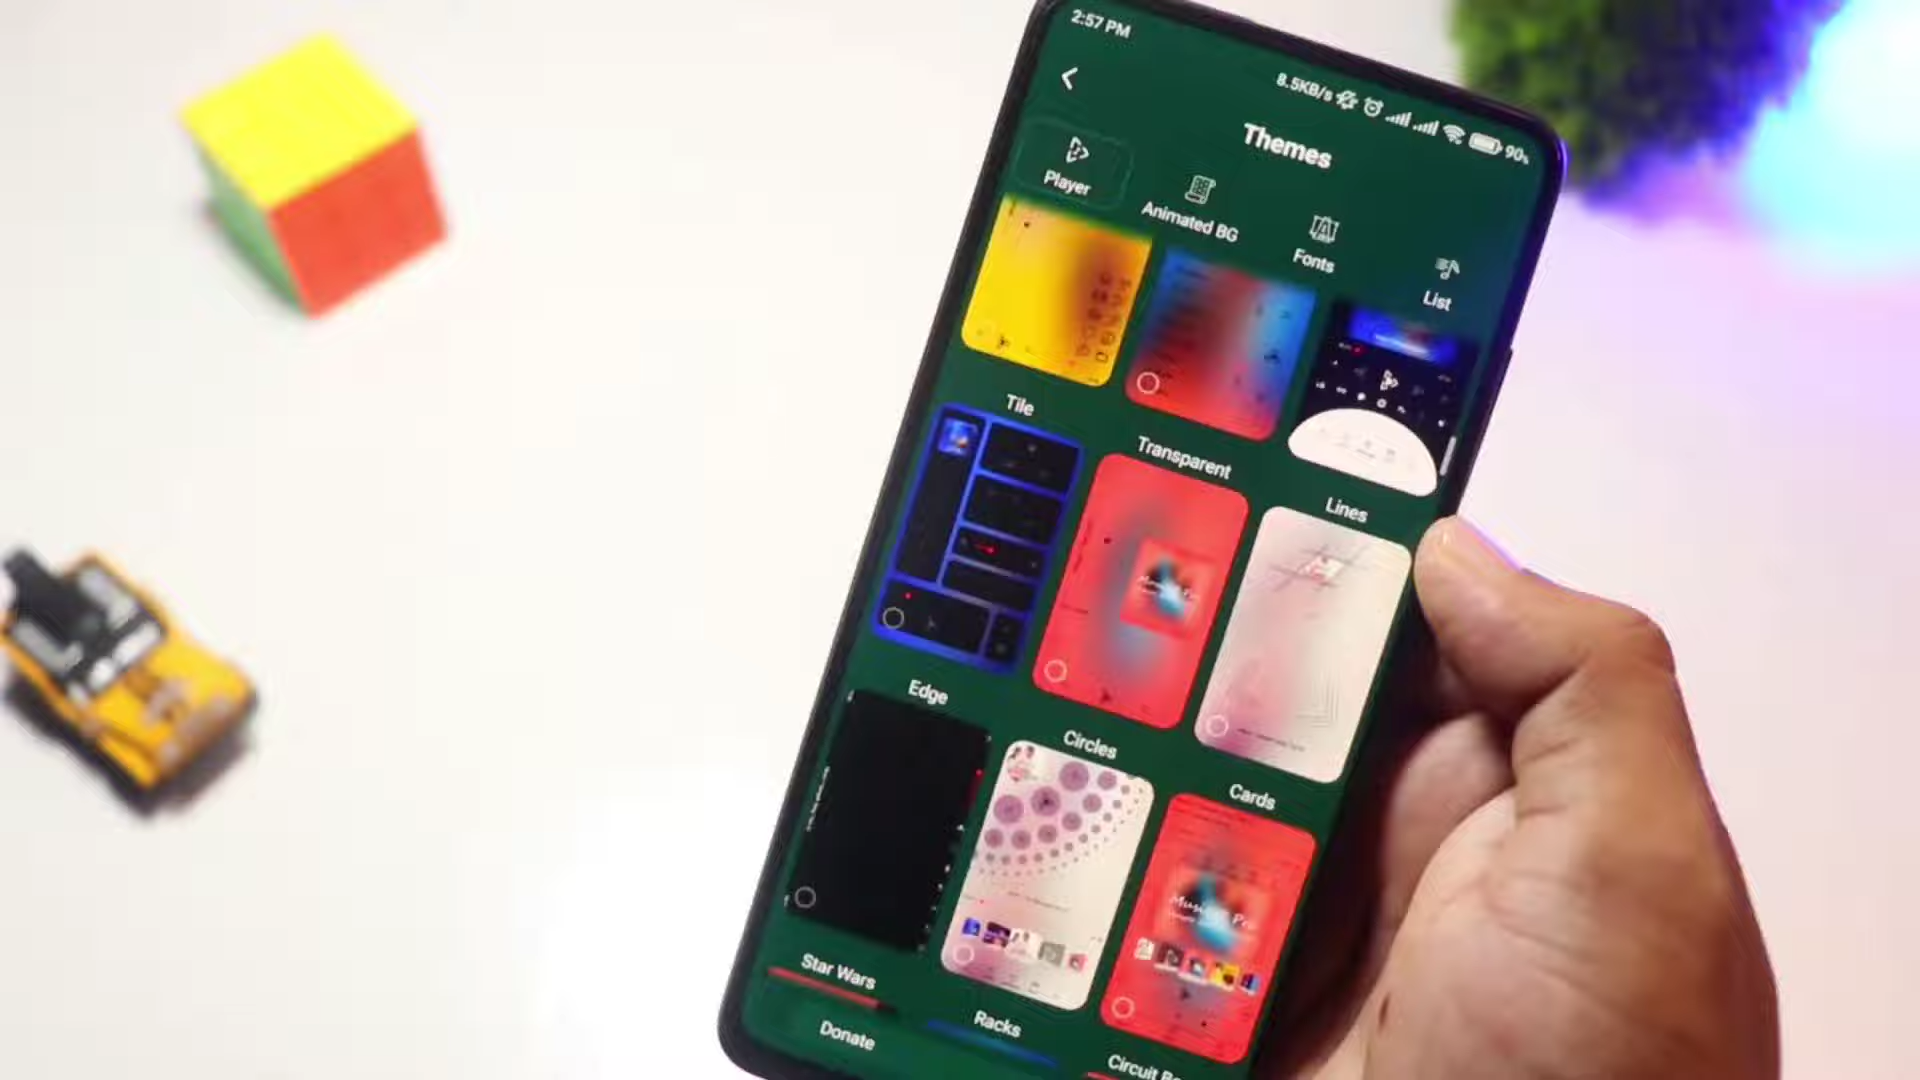 2:57 PM
8.5KB/s
90%
Themes
Player
Animated BG
Fonts
List
Tile
Transparent
Lines
Edge
Circles
Cards
Star Wars
Racks
Donate
Circuit